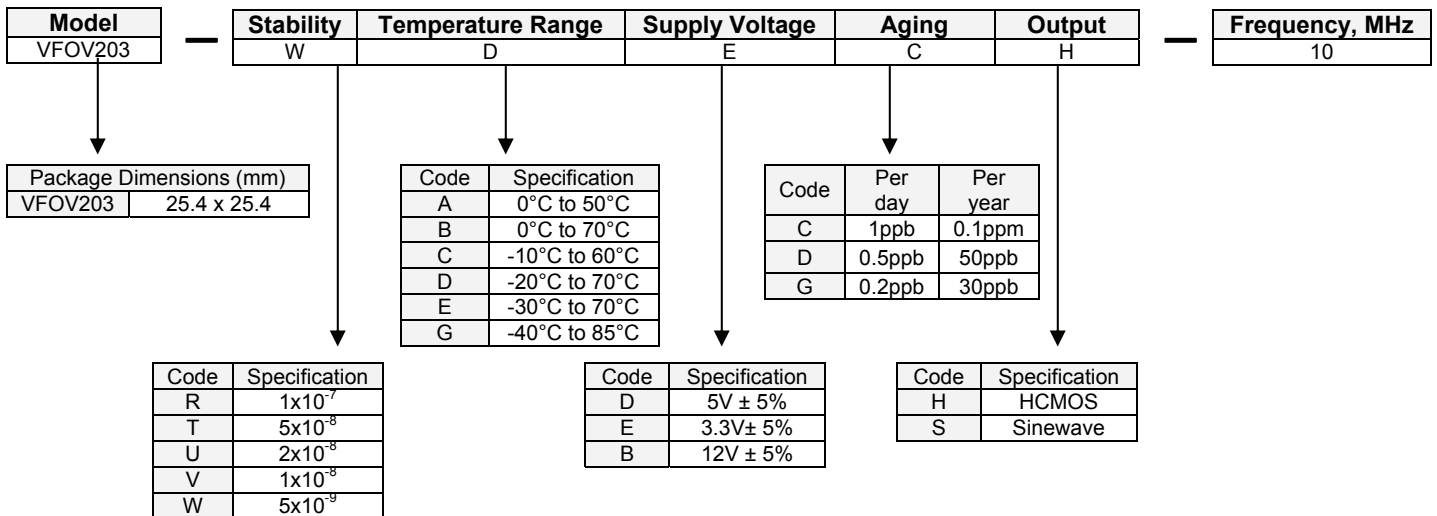 Model — Stability Temperature Range Supply Voltage Aging Output — Frequency, MHz
VFOV203 W D E C H 10
Package Dimensions (mm)
VFOV203 25.4 x 25.4
Code Specification
A 0°C to 50°C
B 0°C to 70°C
C -10°C to 60°C
D -20°C to 70°C
E -30°C to 70°C
G -40°C to 85°C
Code Per day Per year
C 1ppb 0.1ppm
D 0.5ppb 50ppb
G 0.2ppb 30ppb
Code Specification
R 1x10⁻⁷
T 5x10⁻⁸
U 2x10⁻⁸
V 1x10⁻⁸
W 5x10⁻⁹
Code Specification
D 5V ± 5%
E 3.3V± 5%
B 12V ± 5%
Code Specification
H HCMOS
S Sinewave